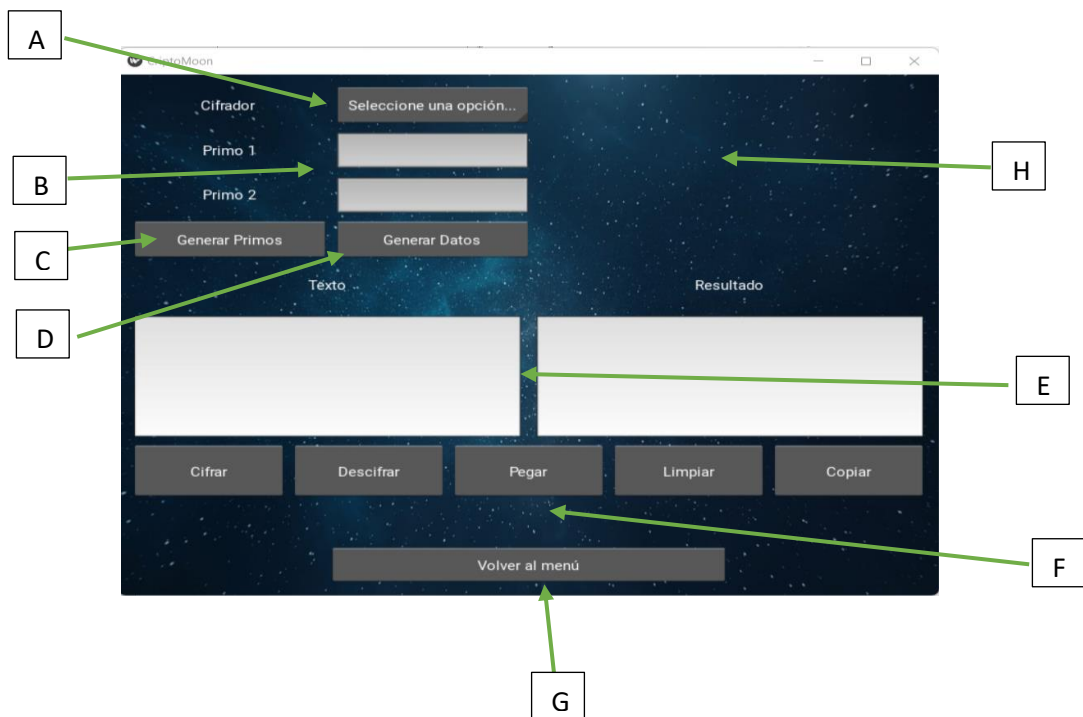 A
CriptoMoon
Cifrador
Seleccione una opción...
Primo 1
B
H
Primo 2
C
Generar Primos
Generar Datos
Texto
Resultado
D
E
Cifrar
Descifrar
Pegar
Limpiar
Copiar
Volver al menú
F
G